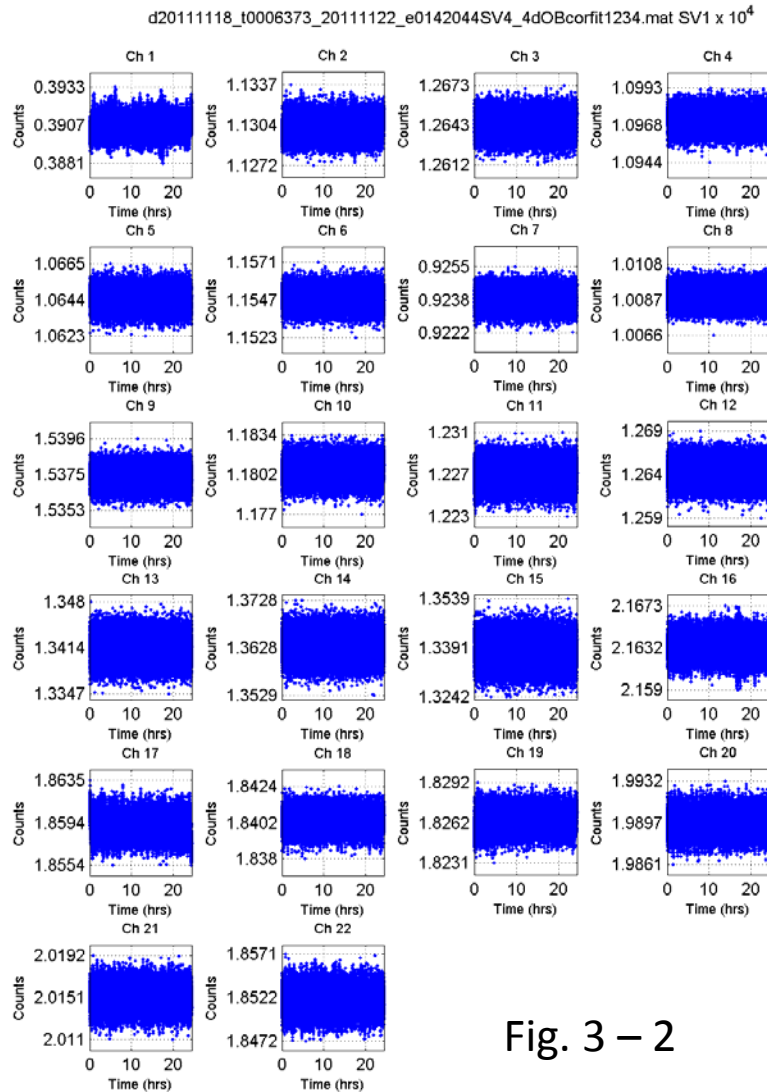 d20111118_t0006373_20111122_e0142044SV4_4dOBcorfit1234.mat SV1 x 10^4
Ch 1
Ch 2
Ch 3
Ch 4
Counts
0.3933
0.3907
0.3881
0 10 20
Time (hrs)
Counts
1.1337
1.1304
1.1272
0 10 20
Time (hrs)
Counts
1.2673
1.2643
1.2612
0 10 20
Time (hrs)
Counts
1.0993
1.0968
1.0944
0 10 20
Time (hrs)
Ch 5
Ch 6
Ch 7
Ch 8
Counts
1.0665
1.0644
1.0623
0 10 20
Time (hrs)
Counts
1.1571
1.1547
1.1523
0 10 20
Time (hrs)
Counts
0.9255
0.9238
0.9222
0 10 20
Time (hrs)
Counts
1.0108
1.0087
1.0066
0 10 20
Time (hrs)
Ch 9
Ch 10
Ch 11
Ch 12
Counts
1.5396
1.5375
1.5353
0 10 20
Time (hrs)
Counts
1.1834
1.1802
1.177
0 10 20
Time (hrs)
Counts
1.231
1.227
1.223
0 10 20
Time (hrs)
Counts
1.269
1.264
1.259
0 10 20
Time (hrs)
Ch 13
Ch 14
Ch 15
Ch 16
Counts
1.348
1.3414
1.3347
0 10 20
Time (hrs)
Counts
1.3728
1.3628
1.3529
0 10 20
Time (hrs)
Counts
1.3539
1.3391
1.3242
0 10 20
Time (hrs)
Counts
2.1673
2.1632
2.159
0 10 20
Time (hrs)
Ch 17
Ch 18
Ch 19
Ch 20
Counts
1.8635
1.8594
1.8554
0 10 20
Time (hrs)
Counts
1.8424
1.8402
1.838
0 10 20
Time (hrs)
Counts
1.8292
1.8262
1.8231
0 10 20
Time (hrs)
Counts
1.9932
1.9897
1.9861
0 10 20
Time (hrs)
Ch 21
Ch 22
Counts
2.0192
2.0151
2.011
0 10 20
Time (hrs)
Counts
1.8571
1.8522
1.8472
0 10 20
Time (hrs)
Fig. 3 – 2